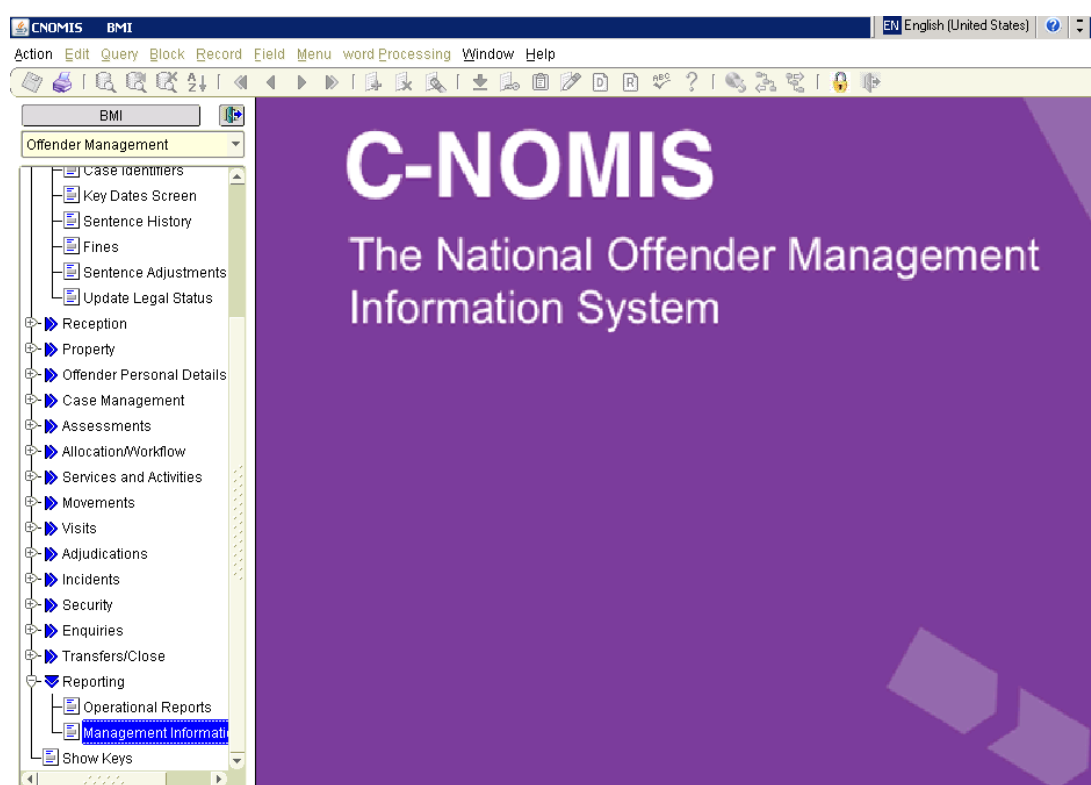 CNOMIS BMI
EN English (United States)
Action Edit Query Block Record Field Menu word Processing Window Help
BMI
Offender Management
Case Identifiers
Key Dates Screen
Sentence History
Fines
Sentence Adjustments
Update Legal Status
Reception
Property
Offender Personal Details
Case Management
Assessments
Allocation/Workflow
Services and Activities
Movements
Visits
Adjudications
Incidents
Security
Enquiries
Transfers/Close
Reporting
Operational Reports
Management Informati
Show Keys
C-NOMIS
The National Offender Management
Information System